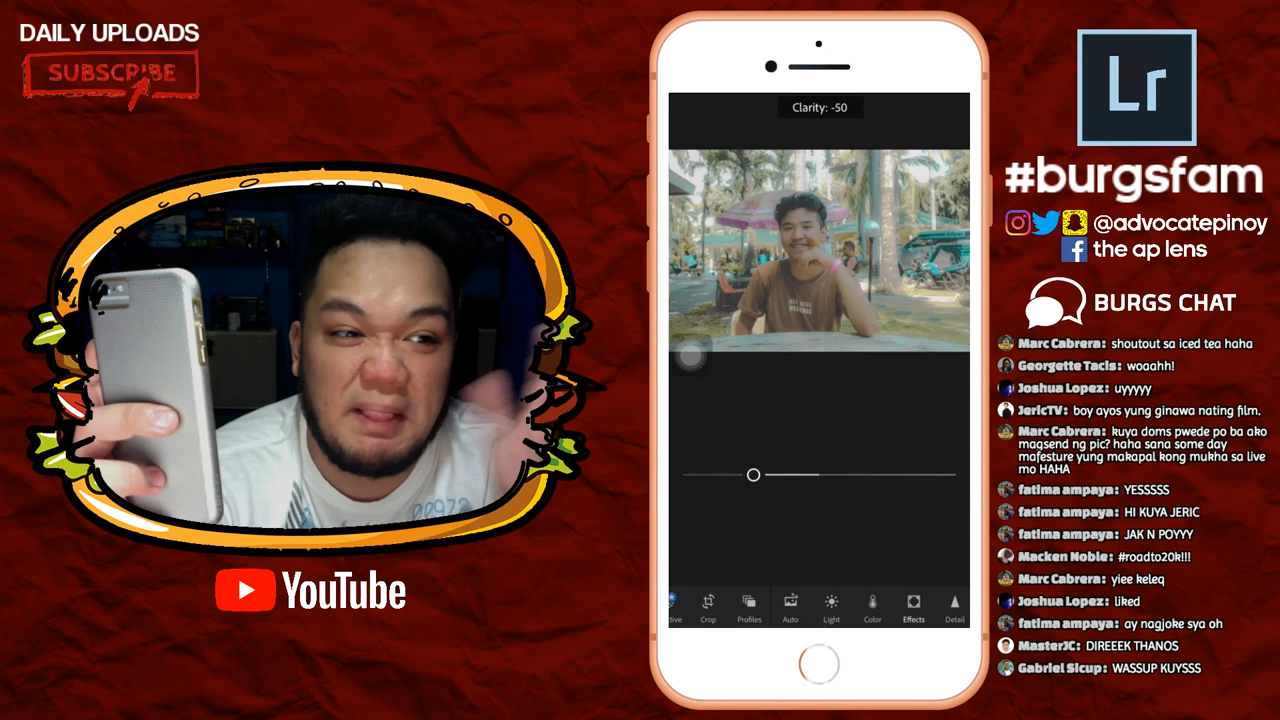 DAILY UPLOADS
SUBSCRIBE
YouTube
Clarity: -50
Crop
Profiles
Auto
Light
Color
Effects
Detail
Lr
#burgsfam
@advocatepinoy
the ap lens
BURGS CHAT
Marc Cabrera: shoutout sa iced tea haha
Georgette Tacis: woaahh!
Joshua Lopez: uyyyyy
JericTV: boy ayos yung ginawa nating film.
Marc Cabrera: kuya doms pwede po ba ako
magsend ng pic? haha sana some day
mafesture yung makapal kong mukha sa live
mo HAHA
fatima ampaya: YESSSSS
fatima ampaya: HI KUYA JERIC
fatima ampaya: JAK N POYYY
Macken Noble: #roadto20k!!!
Marc Cabrera: yiee keleq
Joshua Lopez: liked
fatima ampaya: ay nagjoke sya oh
MasterJC: DIREEEK THANOS
Gabriel Sicup: WASSUP KUYSSS